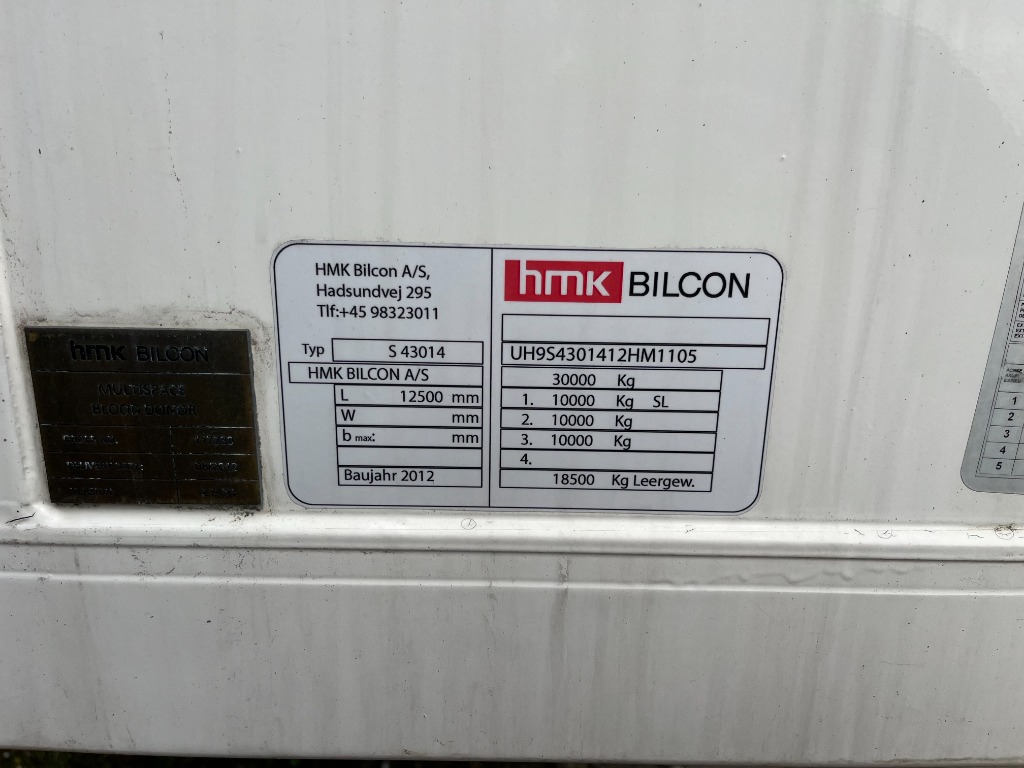 HMK Bilcon A/S,
Hadsundvej 295
Tlf:+45 98323011
Typ S 43014
HMK BILCON A/S
L 12500 mm
W mm
b max: mm
Baujahr 2012
hmk BILCON
UH9S4301412HM1105
30000 Kg
1. 10000 Kg SL
2. 10000 Kg
3. 10000 Kg
4.
18500 Kg Leergew.
hmk BILCON
1
2
3
4
5